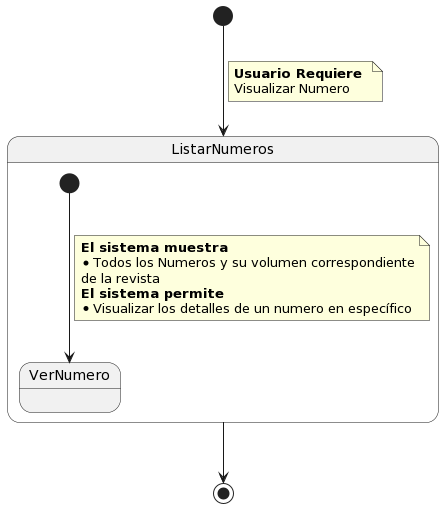 Usuario Requiere
Visualizar Numero
ListarNumeros
El sistema muestra
• Todos los Numeros y su volumen correspondiente
de la revista
El sistema permite
• Visualizar los detalles de un numero en específico
VerNumero